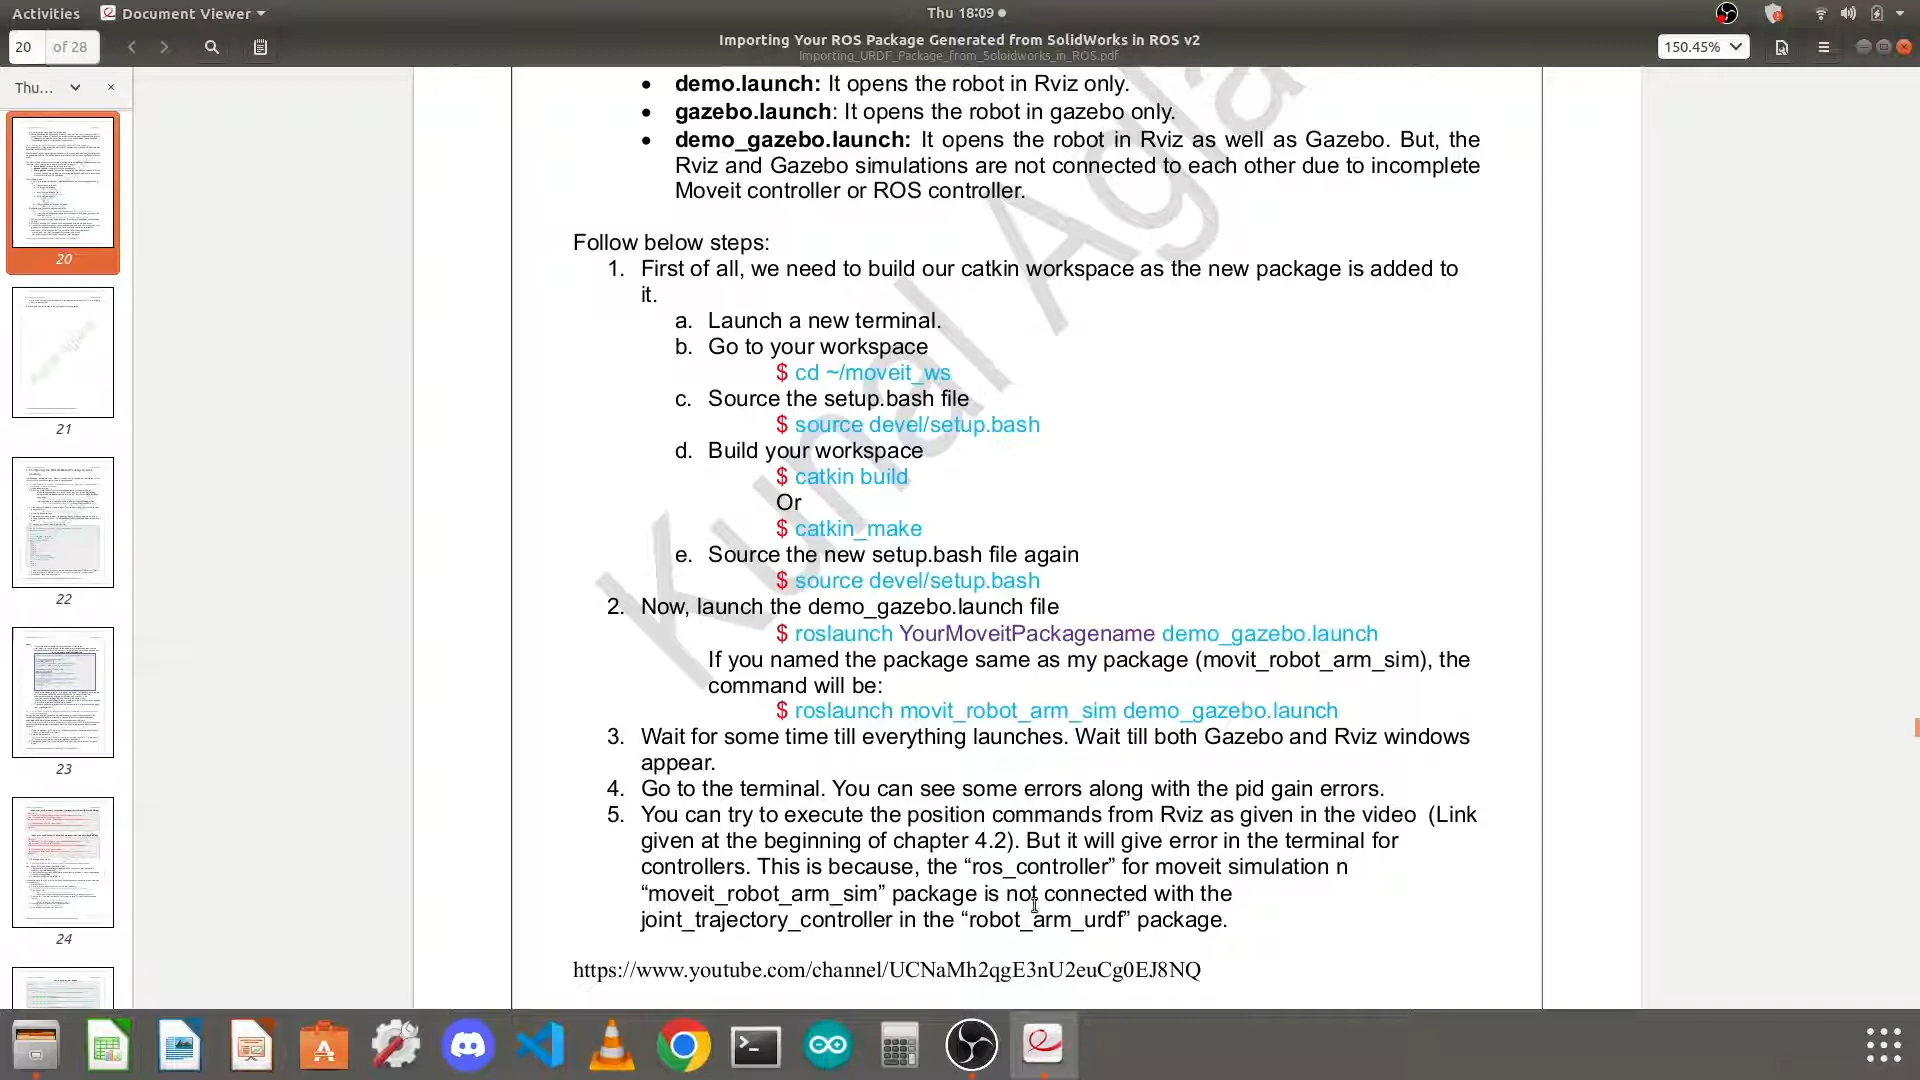 Activities
Document Viewer
Thu 18:09
20 of 28
Importing Your ROS Package Generated from SolidWorks in ROS v2
Importing_URDF_Package_from_Soloidworks_in_ROS.pdf
150.45%
Thu...
20
21
22
23
24
• demo.launch: It opens the robot in Rviz only.
• gazebo.launch: It opens the robot in gazebo only.
• demo_gazebo.launch: It opens the robot in Rviz as well as Gazebo. But, the
Rviz and Gazebo simulations are not connected to each other due to incomplete
Moveit controller or ROS controller.
Follow below steps:
1. First of all, we need to build our catkin workspace as the new package is added to
it.
a. Launch a new terminal.
b. Go to your workspace
$ cd ~/moveit_ws
c. Source the setup.bash file
$ source devel/setup.bash
d. Build your workspace
$ catkin build
Or
$ catkin_make
e. Source the new setup.bash file again
$ source devel/setup.bash
2. Now, launch the demo_gazebo.launch file
$ roslaunch YourMoveitPackagename demo_gazebo.launch
If you named the package same as my package (movit_robot_arm_sim), the
command will be:
$ roslaunch movit_robot_arm_sim demo_gazebo.launch
3. Wait for some time till everything launches. Wait till both Gazebo and Rviz windows
appear.
4. Go to the terminal. You can see some errors along with the pid gain errors.
5. You can try to execute the position commands from Rviz as given in the video (Link
given at the beginning of chapter 4.2). But it will give error in the terminal for
controllers. This is because, the “ros_controller” for moveit simulation n
“moveit_robot_arm_sim” package is not connected with the
joint_trajectory_controller in the “robot_arm_urdf” package.
https://www.youtube.com/channel/UCNaMh2qgE3nU2euCg0EJ8NQ
Kunal